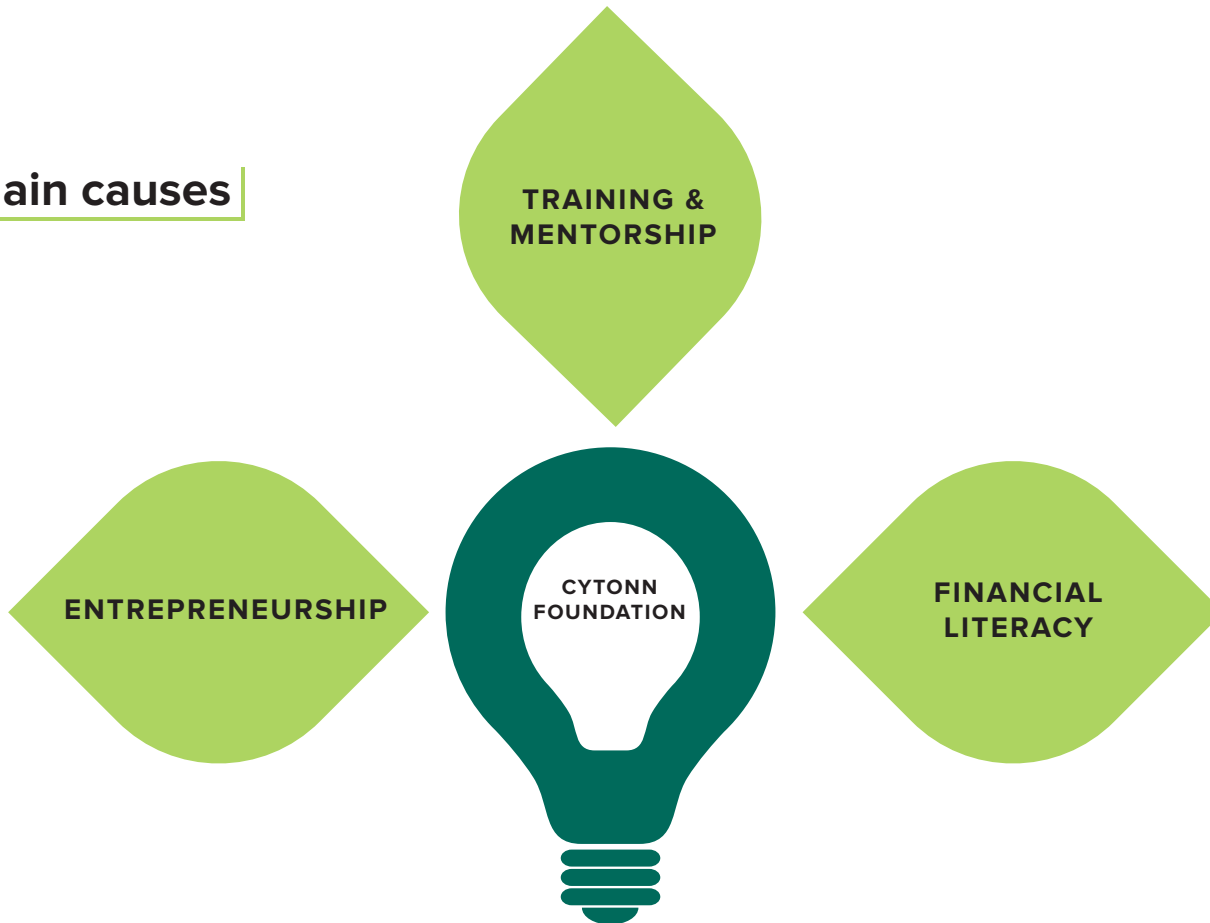 ain causes
TRAINING &
MENTORSHIP
CYTONN
FOUNDATION
ENTREPRENEURSHIP
FINANCIAL
LITERACY